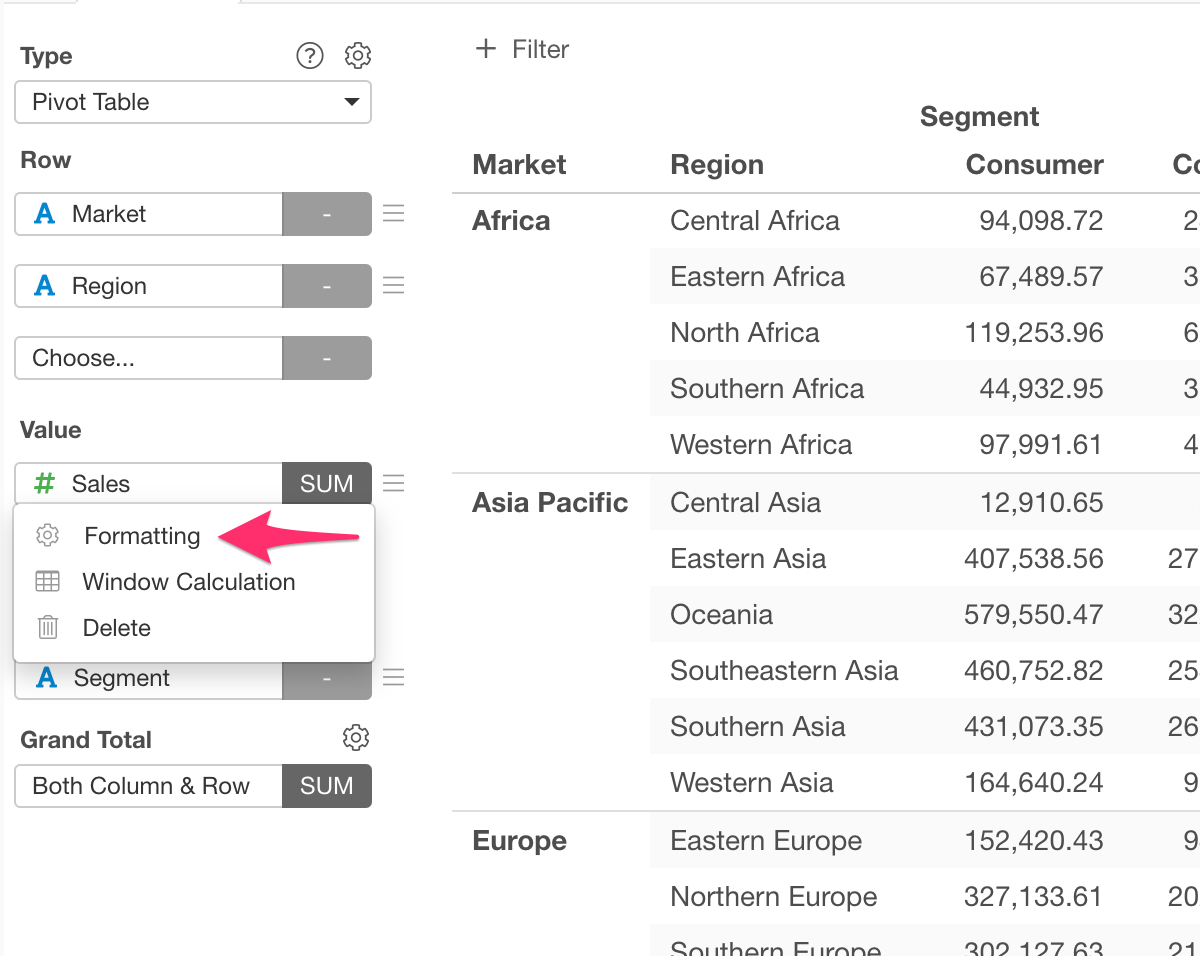 Type
Pivot Table
Row
A Market -
A Region -
Choose... -
Value
# Sales SUM
Formatting
Window Calculation
Delete
A Segment -
Grand Total
Both Column & Row SUM
+ Filter
Segment
Market Region Consumer Co
Africa Central Africa 94,098.72 2
Eastern Africa 67,489.57 3
North Africa 119,253.96 6
Southern Africa 44,932.95 3
Western Africa 97,991.61 4
Asia Pacific Central Asia 12,910.65
Eastern Asia 407,538.56 27
Oceania 579,550.47 32
Southeastern Asia 460,752.82 25
Southern Asia 431,073.35 26
Western Asia 164,640.24 9
Europe Eastern Europe 152,420.43 9
Northern Europe 327,133.61 20
Southern Europe 302,127.63 21